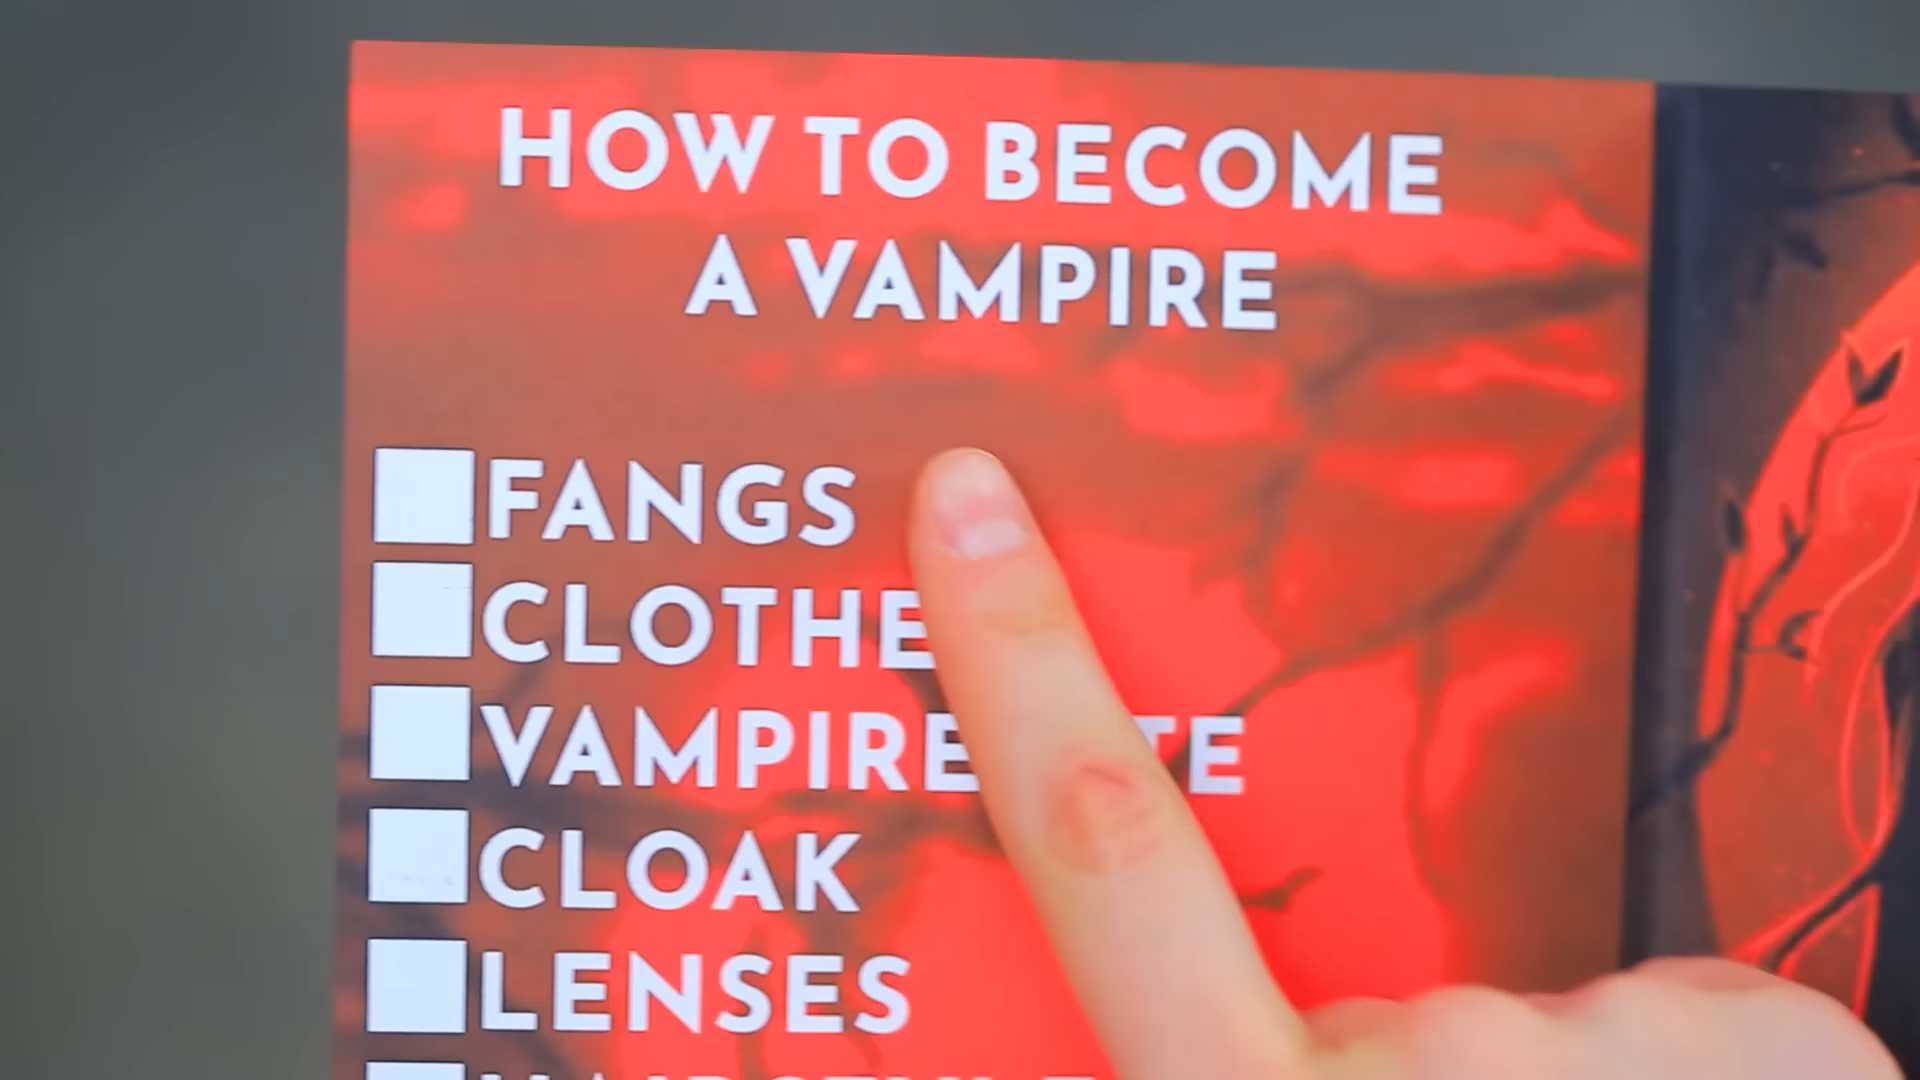 HOW TO BECOME
A VAMPIRE
FANGS
CLOTHE
VAMPIRE
CLOAK
LENSES